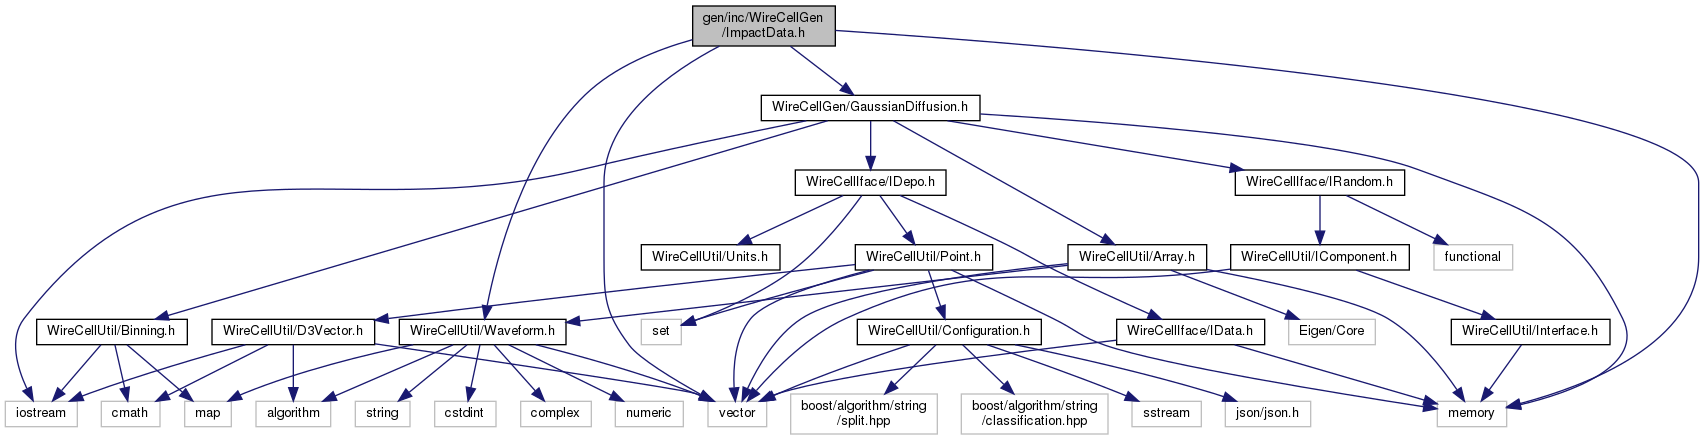 gen/inc/WireCellGen
/ImpactData.h
WireCellGen/GaussianDiffusion.h
WireCellIface/IDepo.h
WireCellIface/IRandom.h
WireCellUtil/Units.h
WireCellUtil/Point.h
WireCellUtil/Array.h
WireCellUtil/IComponent.h
functional
WireCellUtil/Binning.h
WireCellUtil/D3Vector.h
WireCellUtil/Waveform.h
set
WireCellUtil/Configuration.h
WireCellIface/IData.h
Eigen/Core
WireCellUtil/Interface.h
iostream
cmath
map
algorithm
string
cstdint
complex
numeric
vector
boost/algorithm/string
/split.hpp
boost/algorithm/string
/classification.hpp
sstream
json/json.h
memory